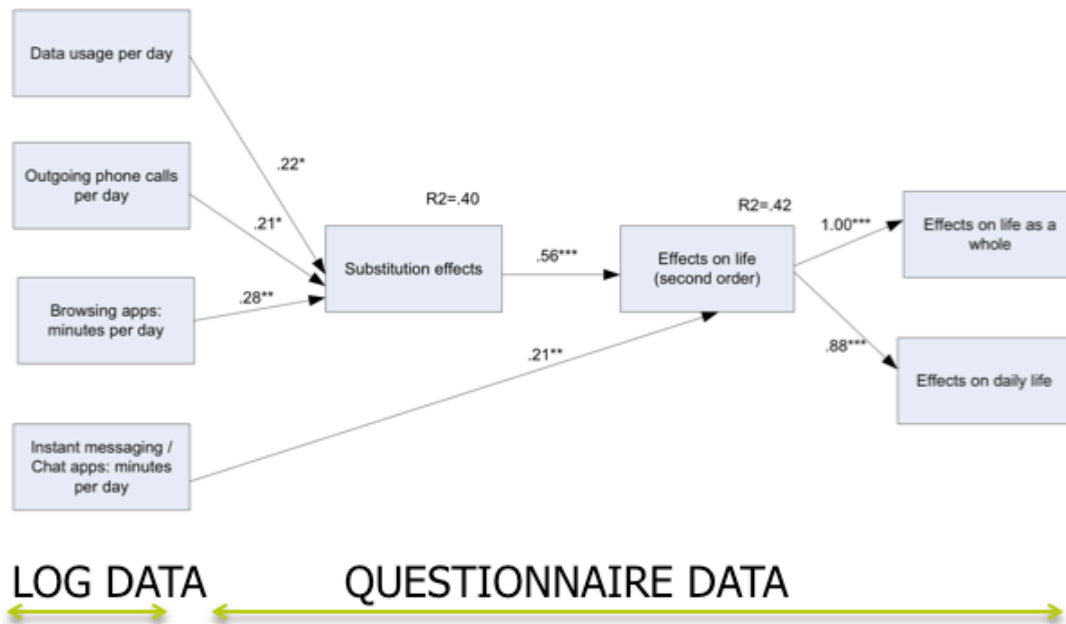 Data usage per day
.22*
Outgoing phone calls
per day
.21*
R2=.40
R2=.42
Substitution effects
.56***
Effects on life
(second order)
1.00***
Effects on life as a
whole
Browsing apps:
minutes per day
.28**
.21**
.88***
Effects on daily life
Instant messaging /
Chat apps: minutes
per day
LOG DATA
QUESTIONNAIRE DATA